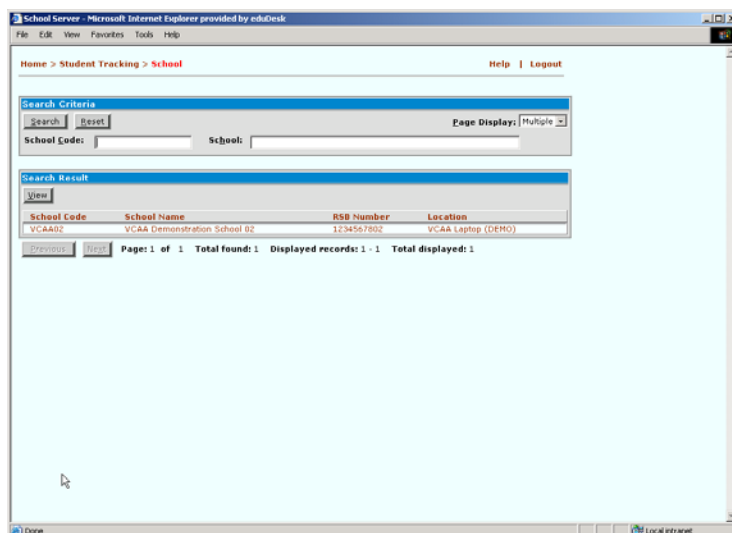 School Server - Microsoft Internet Explorer provided by eduDesk
File Edit View Favorites Tools Help
Home > Student Tracking > School Help | Logout
Search Criteria
Search Reset Page Display: Multiple
School Code: School:
Search Result
View
School Code School Name RSB Number Location
VCAA02 VCAA Demonstration School 02 1234567802 VCAA Laptop (DEMO)
Previous Next Page: 1 of 1 Total found: 1 Displayed records: 1 - 1 Total displayed: 1
Done Local intranet